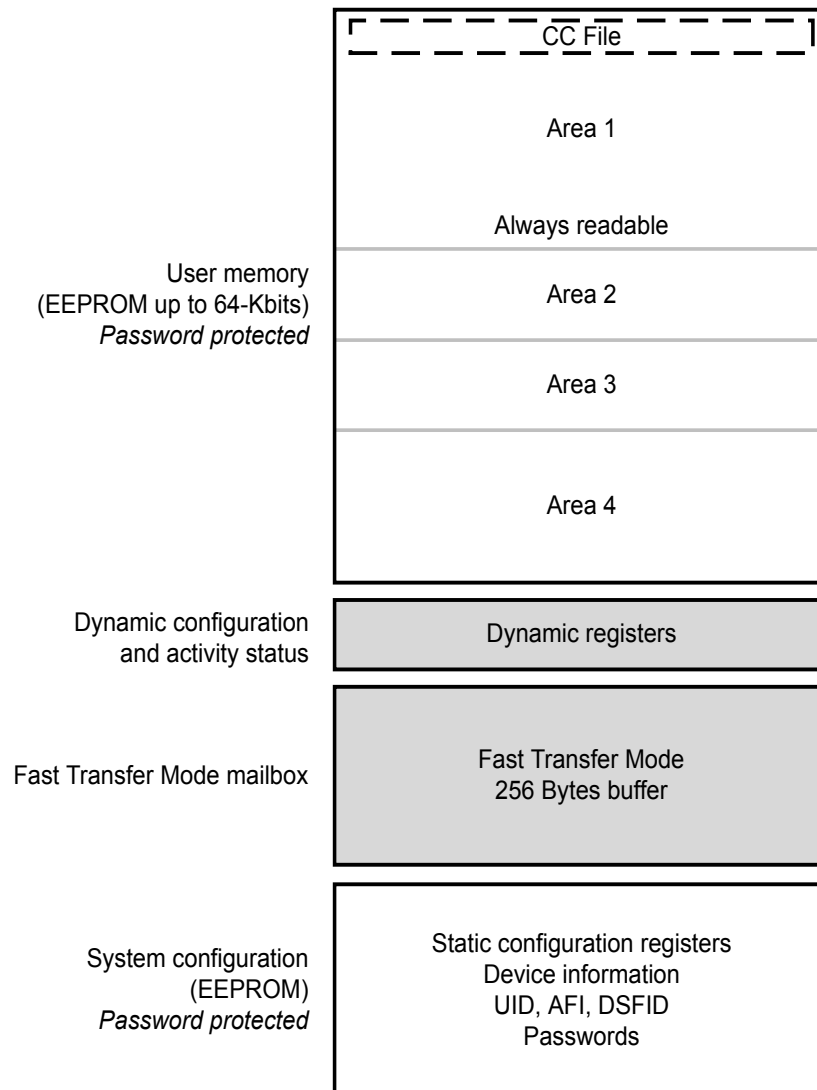 CC File
Area 1
Always readable
User memory
(EEPROM up to 64-Kbits)
Password protected
Area 2
Area 3
Area 4
Dynamic configuration
and activity status
Dynamic registers
Fast Transfer Mode mailbox
Fast Transfer Mode
256 Bytes buffer
System configuration
(EEPROM)
Password protected
Static configuration registers
Device information
UID, AFI, DSFID
Passwords